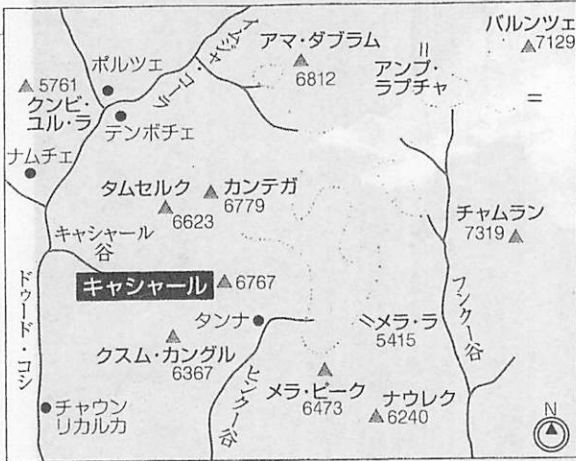 バルンツェ
7129
アマ・ダブラム
6812
アンプ・
ラプチャ
イムジャ・コーラ
ポルツェ
5761
クンビ・
ユル・ラ
テンボチェ
ナムチェ
タムセルク
6623
カンテガ
6779
チャムラン
7319
キャシャール
谷
キャシャール
6767
ドゥード・コシ
タンナ
メラ・ラ
5415
フンクー谷
クスム・カングル
6367
ヒンクー谷
メラ・ピーク
6473
ナウレク
6240
チャウン
リカルカ
N